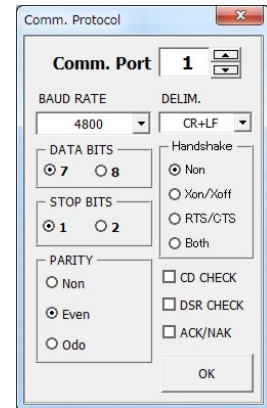 Comm. Protocol
Comm. Port 1
BAUD RATE DELIM.
4800 CR+LF
DATA BITS
7 8
STOP BITS
1 2
PARITY
Non
Even
Odo
Handshake
Non
Xon/Xoff
RTS/CTS
Both
CD CHECK
DSR CHECK
ACK/NAK
OK